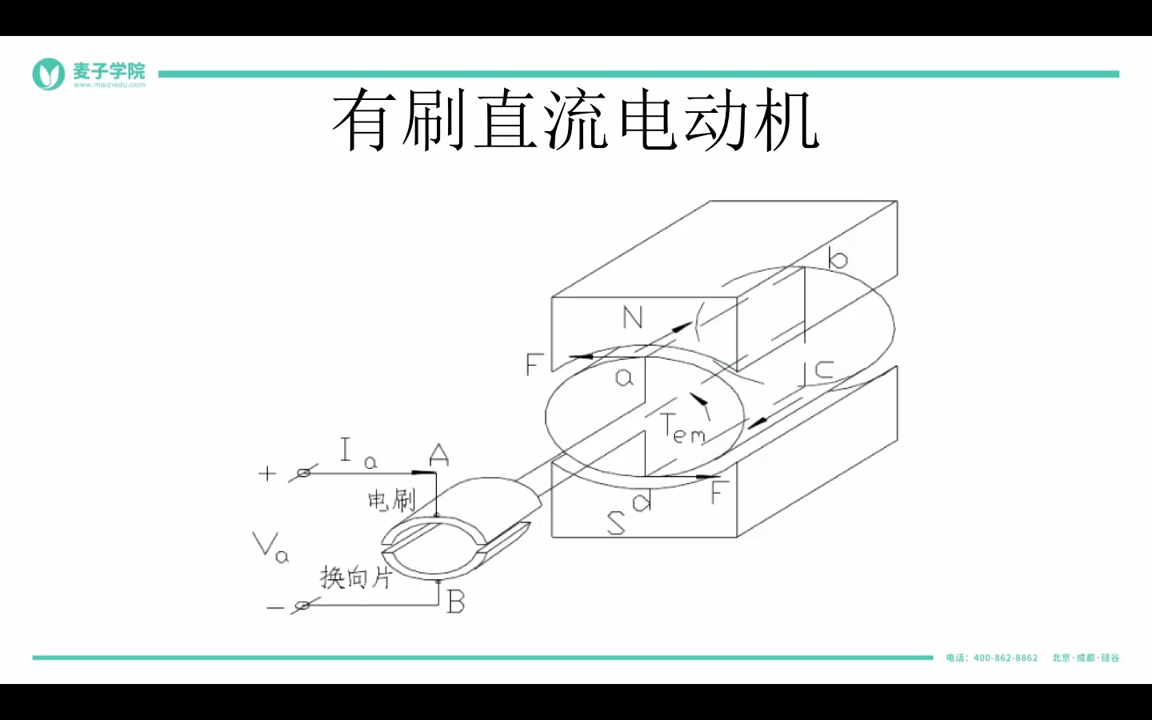 麦子学院
www.maiziedu.com
有刷直流电动机
b
N
F
a
c
Tem
Ia
A
+
电刷
F
d
S
Va
换向片
-
B
电话：400-862-8862 北京·成都·硅谷